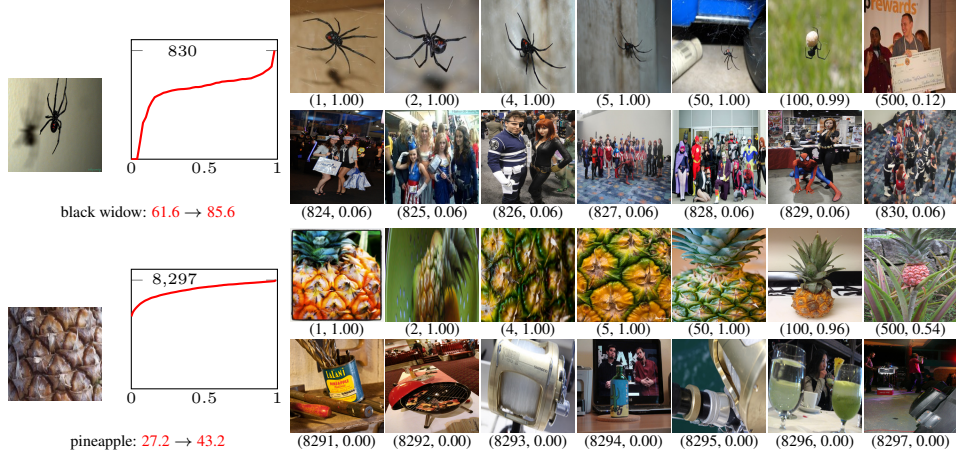 prewards
830
0 0.5 1
(1, 1.00) (2, 1.00) (4, 1.00) (5, 1.00) (50, 1.00) (100, 0.99) (500, 0.12)
black widow: 61.6 → 85.6
(824, 0.06) (825, 0.06) (826, 0.06) (827, 0.06) (828, 0.06) (829, 0.06) (830, 0.06)
8,297
0 0.5 1
(1, 1.00) (2, 1.00) (4, 1.00) (5, 1.00) (50, 1.00) (100, 0.96) (500, 0.54)
LaLANI
AK
pineapple: 27.2 → 43.2
(8291, 0.00) (8292, 0.00) (8293, 0.00) (8294, 0.00) (8295, 0.00) (8296, 0.00) (8297, 0.00)